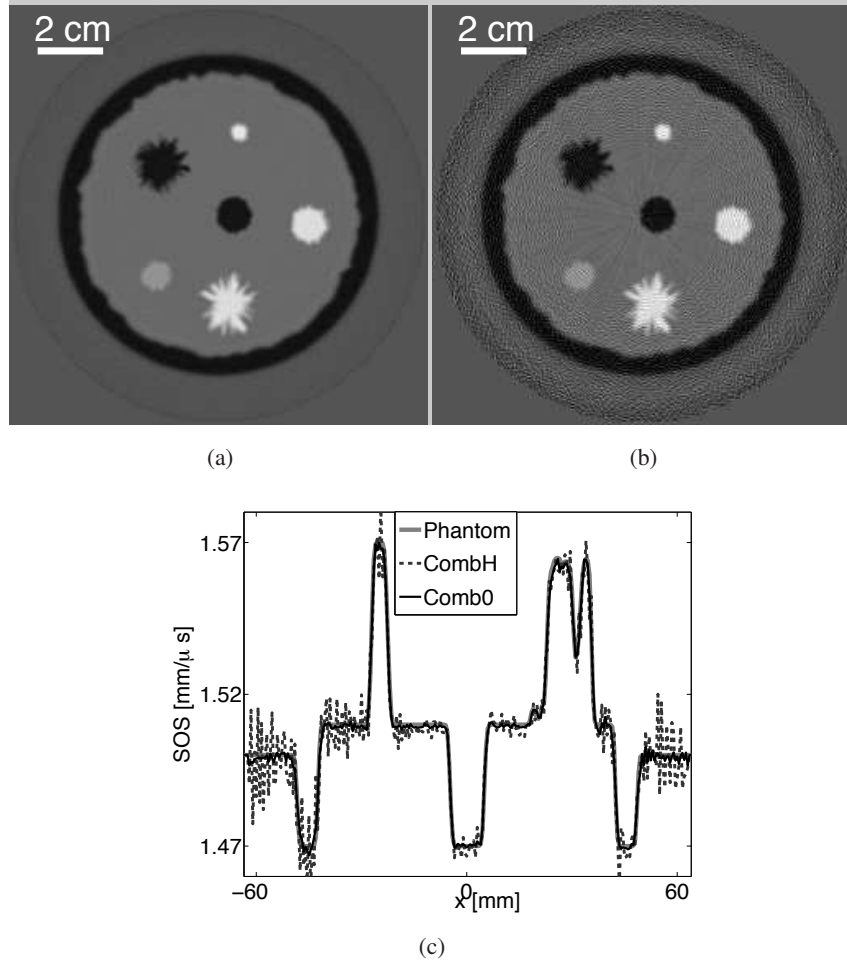 2 cm
2 cm
(a)
(b)
Phantom
CombH
Comb0
SOS [mm/μ s]
1.57
1.52
1.47
−60
0
60
x [mm]
(c)